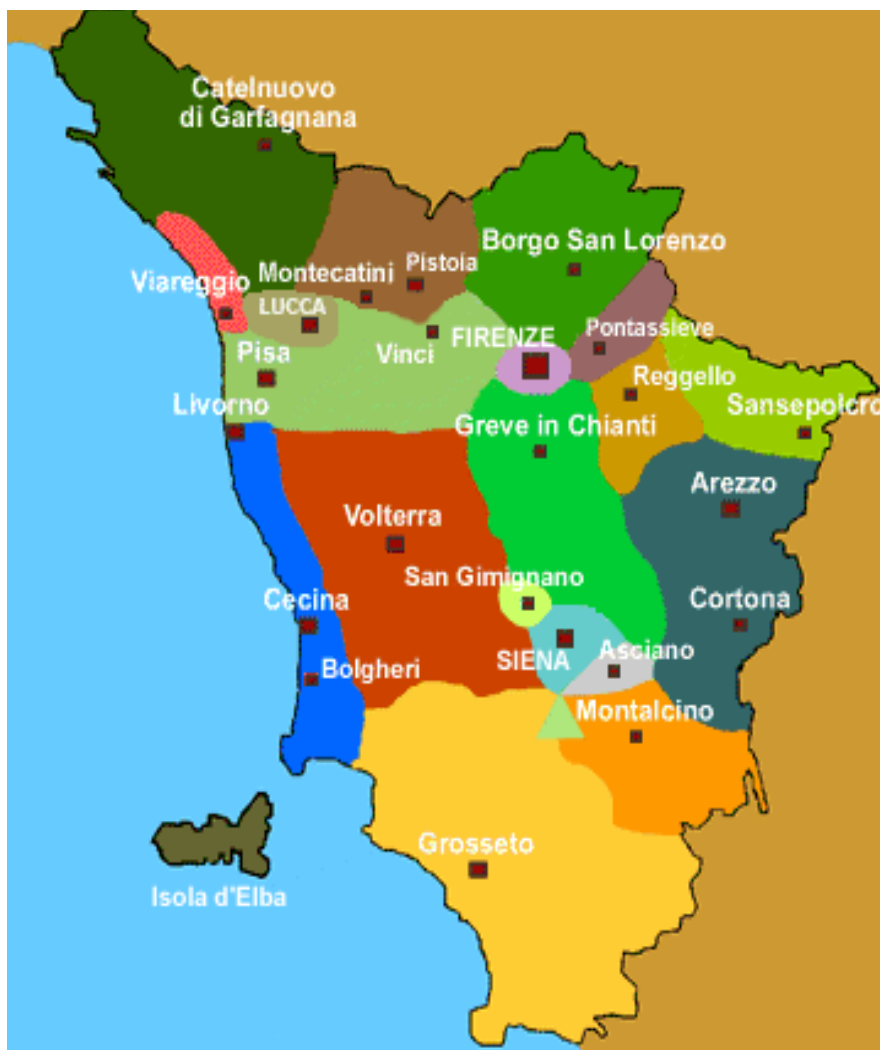 Catelnuovo
di Garfagnana
Borgo San Lorenzo
Pistoia
Montecatini
Viareggio
LUCCA
Pontassieve
FIRENZE
Vinci
Pisa
Reggello
Livorno
Sansepolcro
Greve in Chianti
Arezzo
Volterra
San Gimignano
Cecina
Cortona
Asciano
SIENA
Bolgheri
Montalcino
Grosseto
Isola d'Elba